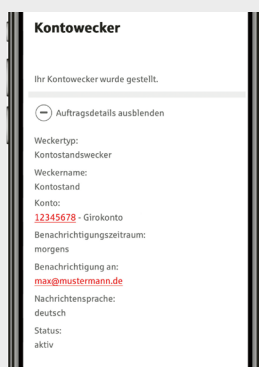 Kontowecker
Ihr Kontowecker wurde gestellt.
Auftragsdetails ausblenden
Weckertyp:
Kontostandswecker
Weckername:
Kontostand
Konto:
12345678 - Girokonto
Benachrichtigungszeitraum:
morgens
Benachrichtigung an:
max@mustermann.de
Nachrichtensprache:
deutsch
Status:
aktiv